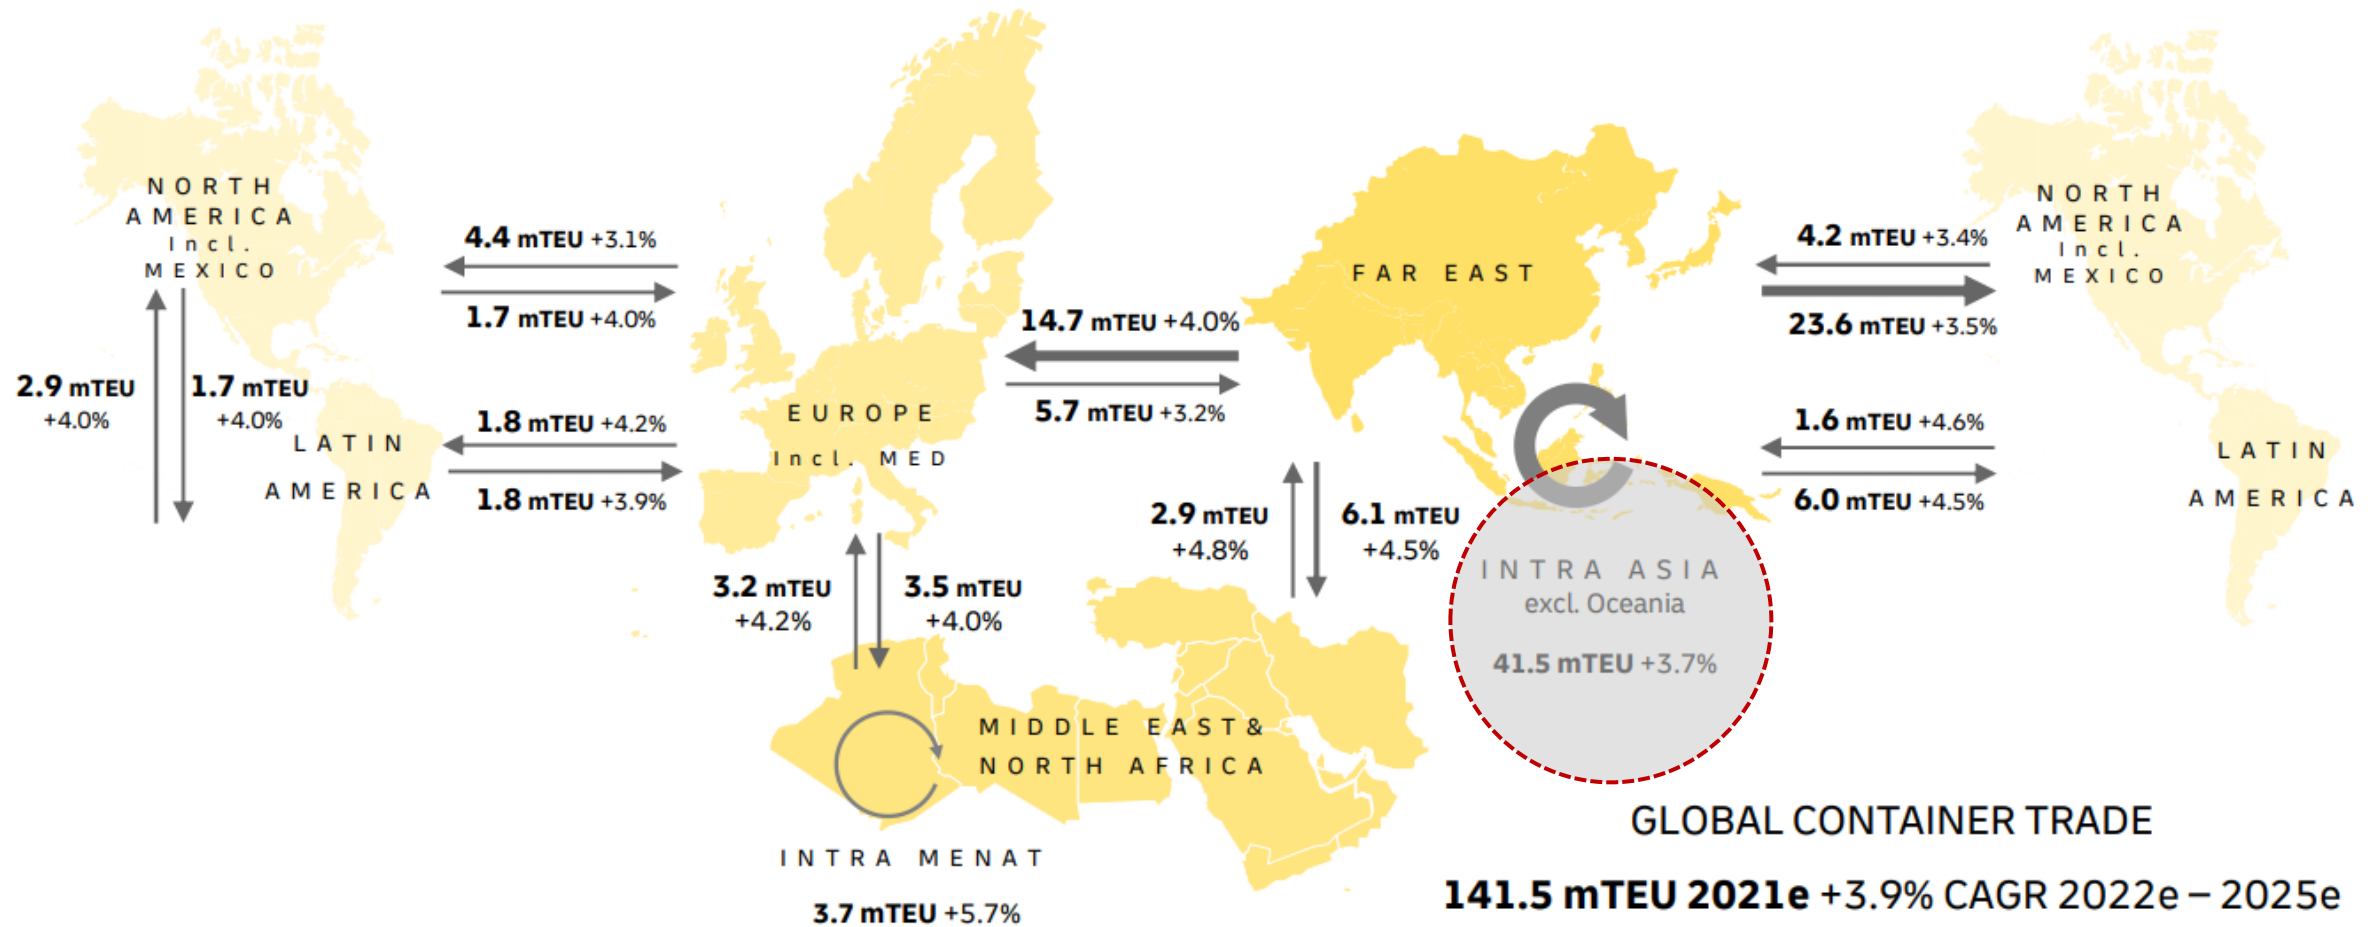 NORTH
AMERICA
Incl.
MEXICO
2.9 mTEU
+4.0%
1.7 mTEU
+4.0%
LATIN
AMERICA
4.4 mTEU +3.1%
1.7 mTEU +4.0%
1.8 mTEU +4.2%
1.8 mTEU +3.9%
EUROPE
Incl. MED
14.7 mTEU +4.0%
5.7 mTEU +3.2%
FAR EAST
3.2 mTEU
+4.2%
3.5 mTEU
+4.0%
2.9 mTEU
+4.8%
6.1 mTEU
+4.5%
MIDDLE EAST&
NORTH AFRICA
INTRA MENAT
3.7 mTEU +5.7%
INTRA ASIA
excl. Oceania
41.5 mTEU +3.7%
4.2 mTEU +3.4%
23.6 mTEU +3.5%
1.6 mTEU +4.6%
6.0 mTEU +4.5%
NORTH
AMERICA
Incl.
MEXICO
LATIN
AMERICA
GLOBAL CONTAINER TRADE
141.5 mTEU 2021e +3.9% CAGR 2022e – 2025e